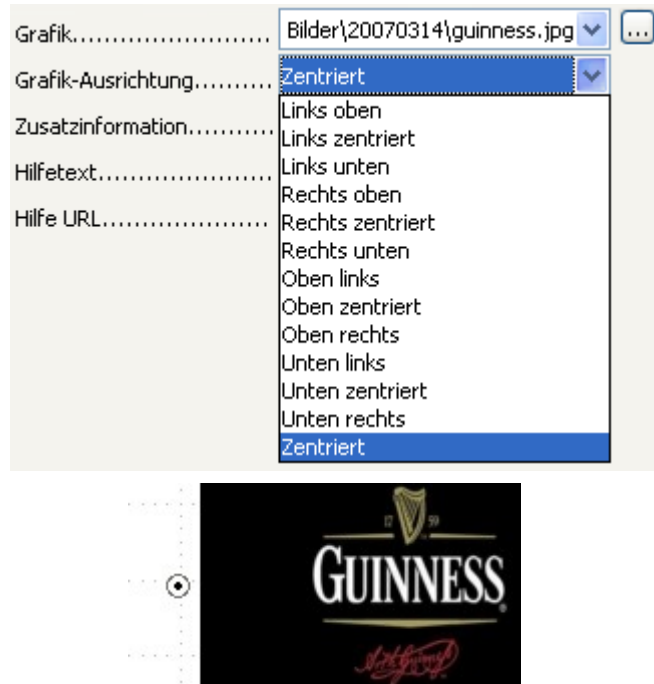 Grafik......................... Bilder\20070314\guinness.jpg ...
Grafik-Ausrichtung.......... Zentriert
Zusatzinformation...........
Hilfetext......................
Hilfe URL.....................
Links oben
Links zentriert
Links unten
Rechts oben
Rechts zentriert
Rechts unten
Oben links
Oben zentriert
Oben rechts
Unten links
Unten zentriert
Unten rechts
Zentriert
17 59
GUINNESS
Arth Guinness